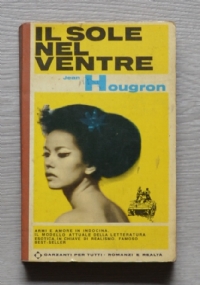 IL SOLE
NEL
VENTRE
Jean
Hougron
ARMI E AMORE IN INDOCINA
IL MODELLO ATTUALE DELLA LETTERATURA
EROTICA IN CHIAVE DI REALISMO. FAMOSO
BEST-SELLER
GARZANTI PER TUTTI - ROMANZI E REALTÀ